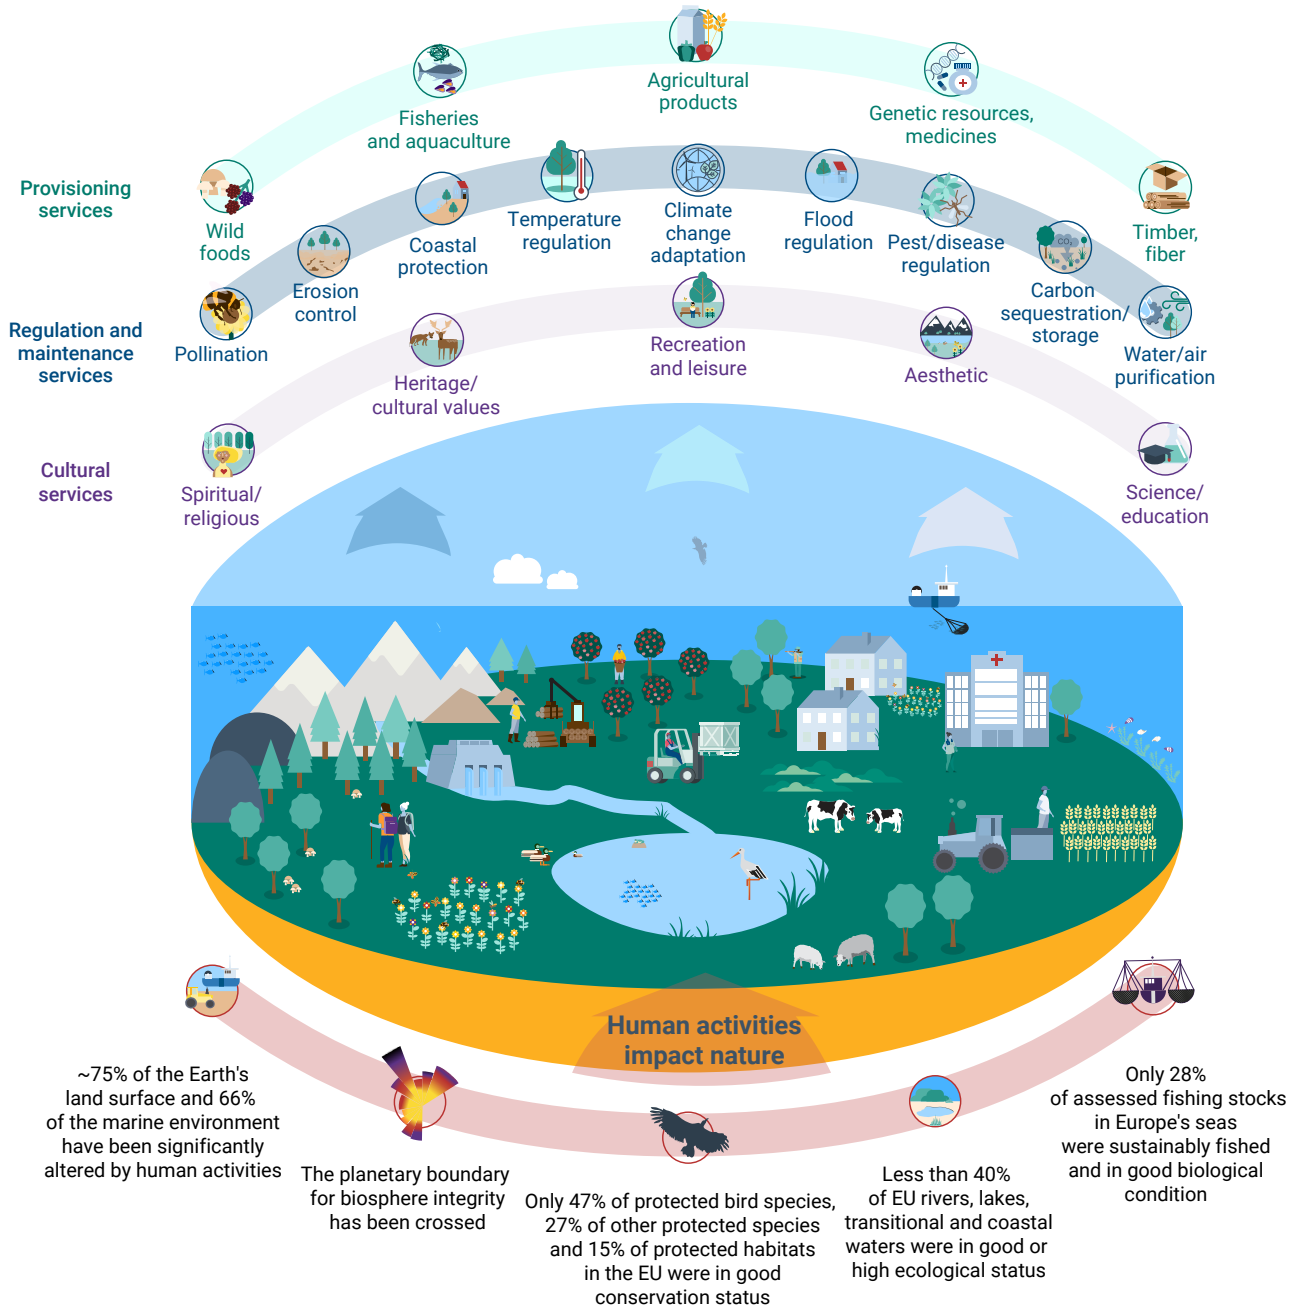 Agricultural
products
Fisheries
and aquaculture
Genetic resources,
medicines
Provisioning
services
Wild
foods
Timber,
fiber
Temperature
regulation
Climate
change
adaptation
Flood
regulation
Coastal
protection
Pest/disease
regulation
Erosion
control
CO₂
Carbon
sequestration/
storage
Regulation and
maintenance
services
Pollination
Water/air
purification
Recreation
and leisure
Heritage/
cultural values
Aesthetic
Cultural
services
Spiritual/
religious
Science/
education
Human activities
impact nature
~75% of the Earth's
land surface and 66%
of the marine environment
have been significantly
altered by human activities
The planetary boundary
for biosphere integrity
has been crossed
Only 47% of protected bird species,
27% of other protected species
and 15% of protected habitats
in the EU were in good
conservation status
Less than 40%
of EU rivers, lakes,
transitional and coastal
waters were in good or
high ecological status
Only 28%
of assessed fishing stocks
in Europe's seas
were sustainably fished
and in good biological
condition